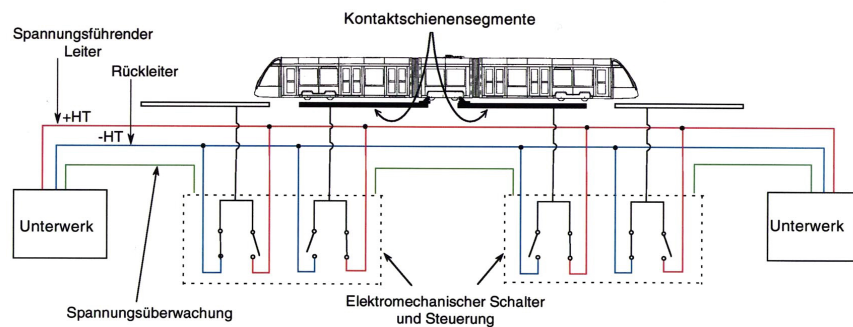 Kontaktschienensegmente
Spannungsführender
Leiter
Rückleiter
+HT
-HT
Unterwerk
Unterwerk
Spannungsüberwachung
Elektromechanischer Schalter
und Steuerung